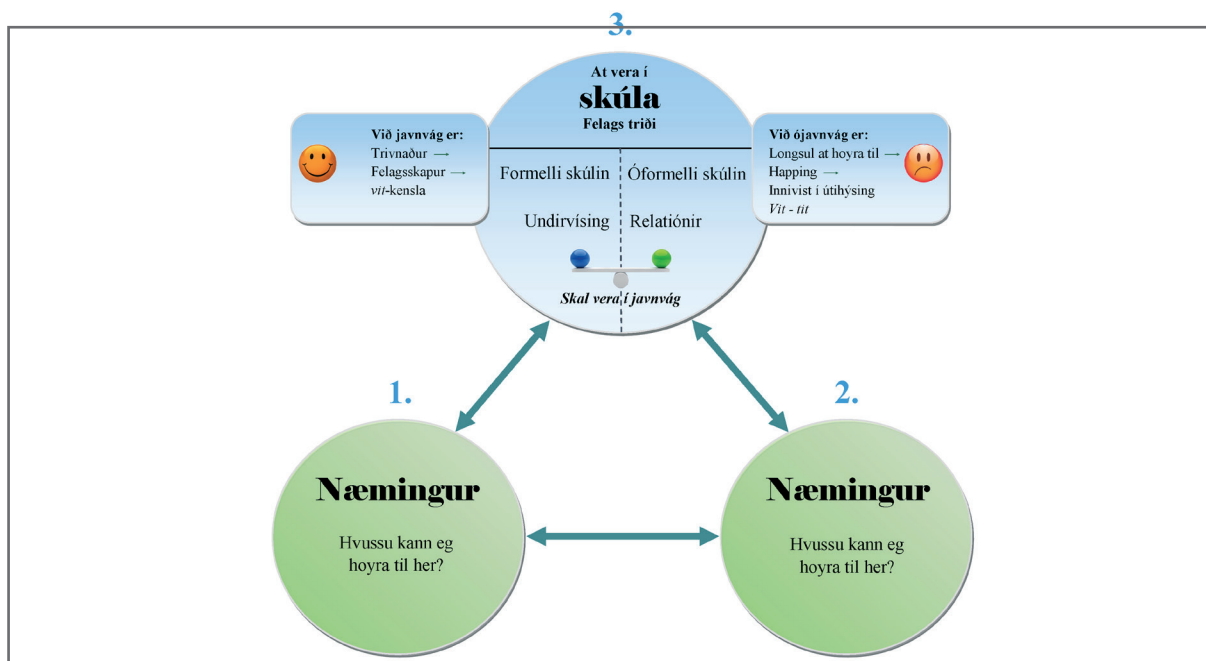 3.
At vera í
skúla
Felags triði
Við javnvág er:
Trivnaður →
Felagsskapur →
vit-kensla
Formelli skúlin
Óformelli skúlin
Undirvísing
Relatiónir
Skal vera í javnvág
Við ójavnvág er:
Longsul at hoyra til →
Happing →
Innivist í útihýsing
Vit - tit
1.
Næmingur
Hvussu kann eg
hoyra til her?
2.
Næmingur
Hvussu kann eg
hoyra til her?